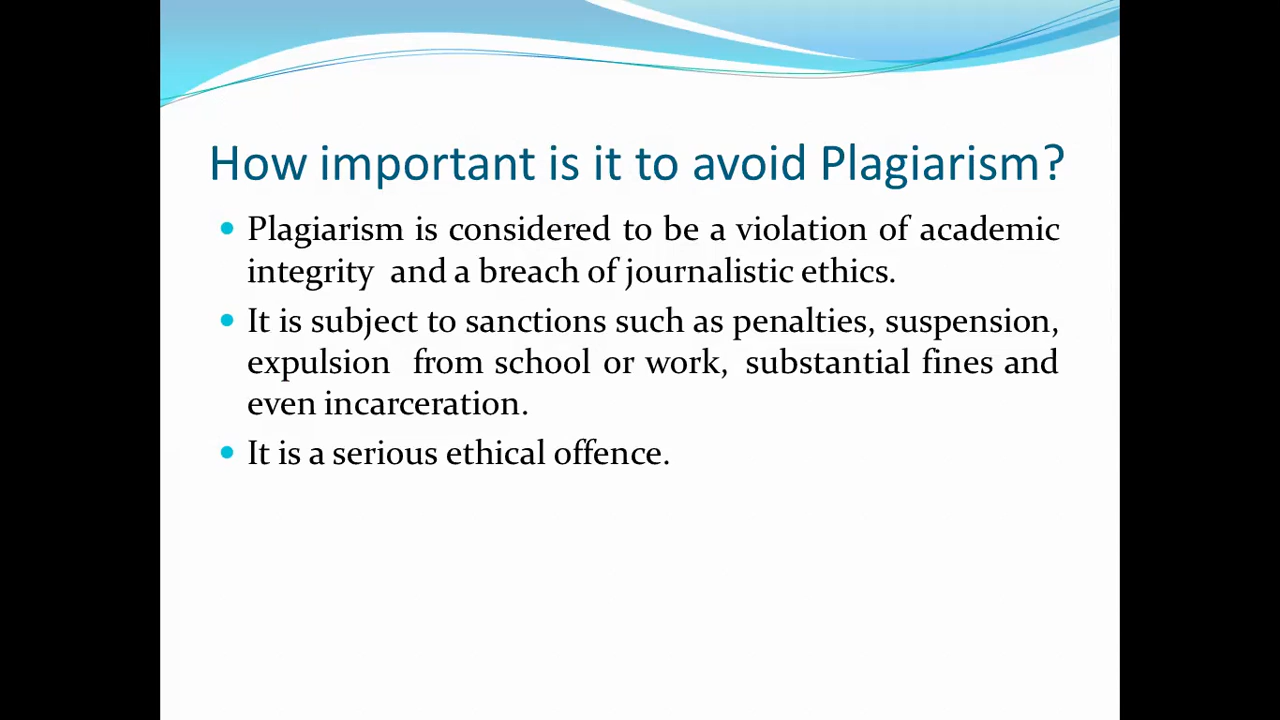 How important is it to avoid Plagiarism?
• Plagiarism is considered to be a violation of academic
integrity and a breach of journalistic ethics.
• It is subject to sanctions such as penalties, suspension,
expulsion from school or work, substantial fines and
even incarceration.
• It is a serious ethical offence.